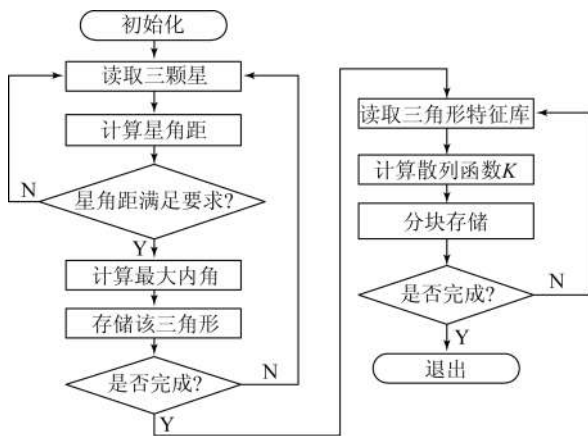 初始化
读取三颗星
计算星角距
星角距满足要求?
N
Y
计算最大内角
存储该三角形
是否完成?
N
Y
读取三角形特征库
计算散列函数K
分块存储
是否完成?
N
Y
退出